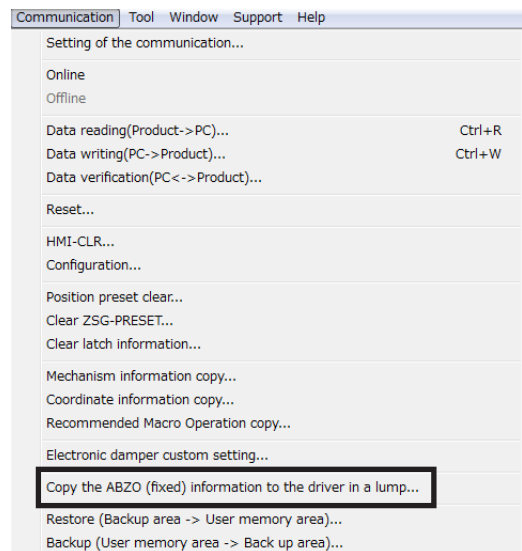 Communication Tool Window Support Help
Setting of the communication...
Online
Offline
Data reading(Product->PC)... Ctrl+R
Data writing(PC->Product)... Ctrl+W
Data verification(PC<->Product)...
Reset...
HMI-CLR...
Configuration...
Position preset clear...
Clear ZSG-PRESET...
Clear latch information...
Mechanism information copy...
Coordinate information copy...
Recommended Macro Operation copy...
Electronic damper custom setting...
Copy the ABZO (fixed) information to the driver in a lump...
Restore (Backup area -> User memory area)...
Backup (User memory area -> Back up area)...